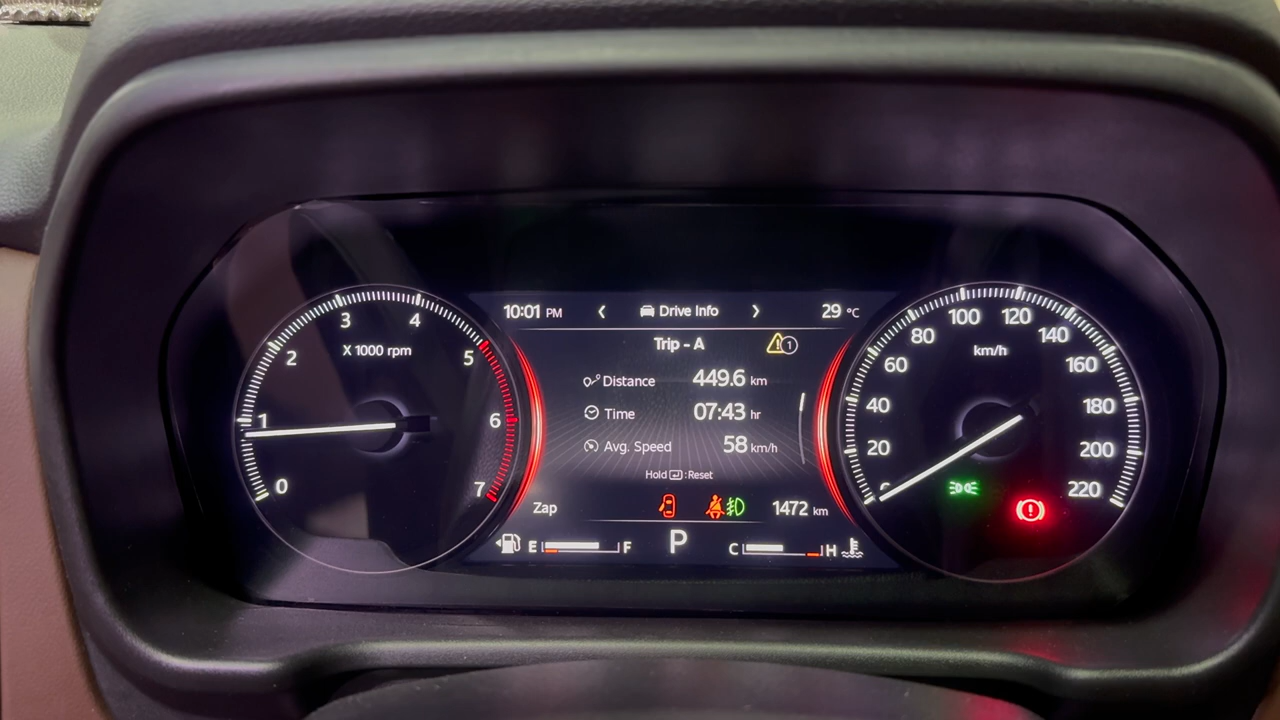 10:01 PM ‹ Drive Info › 29 °C
Trip - A 1
Distance 449.6 km
Time 07:43 hr
Avg. Speed 58 km/h
Hold : Reset
Zap 1472 km
E F P C H
0 1 2 3 4 5 6 7
X 1000 rpm
20 40 60 80 100 120 140 160 180 200 220
km/h